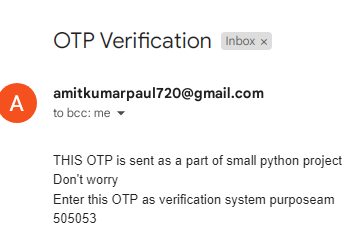 OTP Verification Inbox ×
A
amitkumarpaul720@gmail.com
to bcc: me
THIS OTP is sent as a part of small python project
Don't worry
Enter this OTP as verification system purposeam
505053